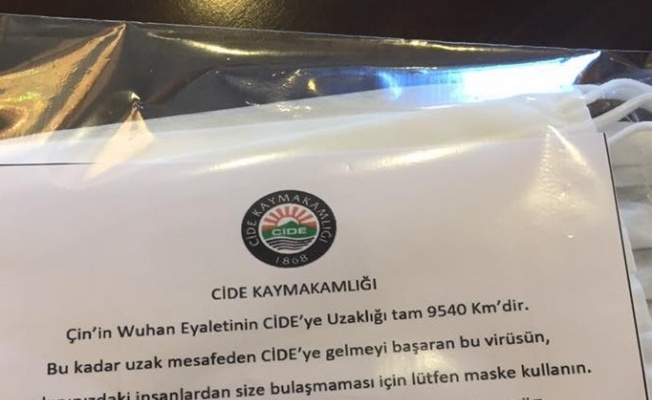 CİDE KAYMAKAMLIĞI
CİDE
1868
CİDE KAYMAKAMLIĞI
Çin'in Wuhan Eyaletinin CİDE'ye Uzaklığı tam 9540 Km'dir.
Bu kadar uzak mesafeden CİDE'ye gelmeyi başaran bu virüsün,
insanlardan size bulaşmaması için lütfen maske kullanın.